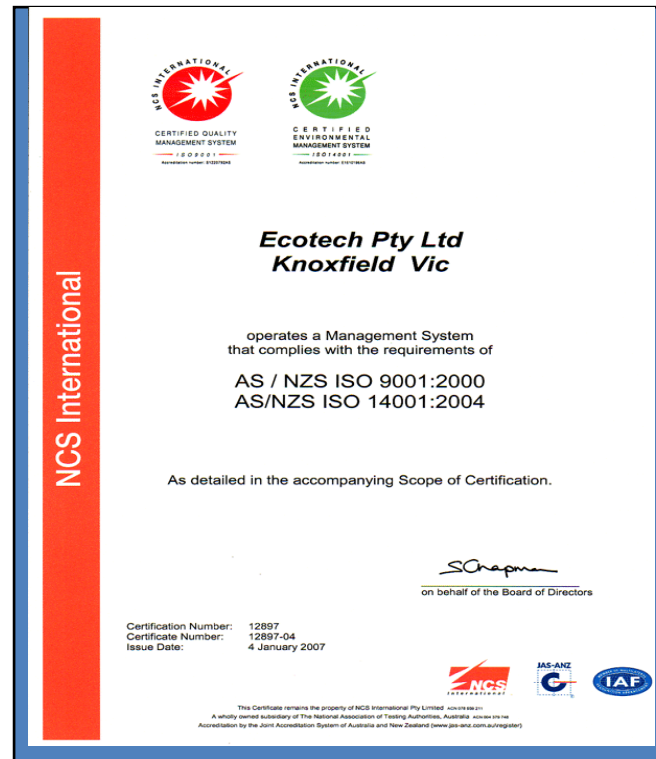 NCS INTERNATIONAL
CERTIFIED QUALITY
MANAGEMENT SYSTEM
ISO9001
NCS INTERNATIONAL
CERTIFIED
ENVIRONMENTAL
MANAGEMENT SYSTEM
ISO14001
NCS International
Ecotech Pty Ltd
Knoxfield Vic
operates a Management System
that complies with the requirements of
AS / NZS ISO 9001:2000
AS/NZS ISO 14001:2004
As detailed in the accompanying Scope of Certification.
SChapman
on behalf of the Board of Directors
Certification Number: 12897
Certificate Number: 12897-04
Issue Date: 4 January 2007
NCS
International
JAS-ANZ
IAF
This Certificate remains the property of NCS International Pty Limited
A wholly owned subsidiary of The National Association of Testing Authorities, Australia
Accreditation by the Joint Accreditation System of Australia and New Zealand (www.jas-anz.com.au/register)